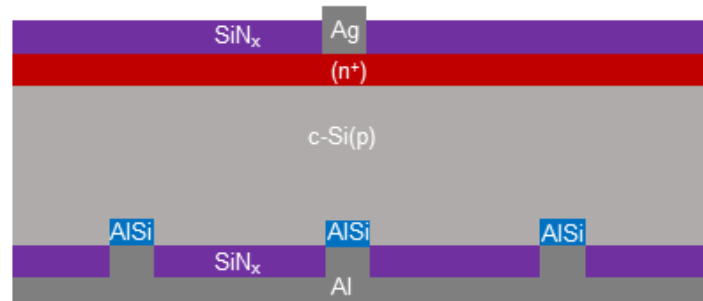 SiNₓ Ag
(n⁺)
c-Si(p)
AlSi AlSi AlSi
SiNₓ
Al